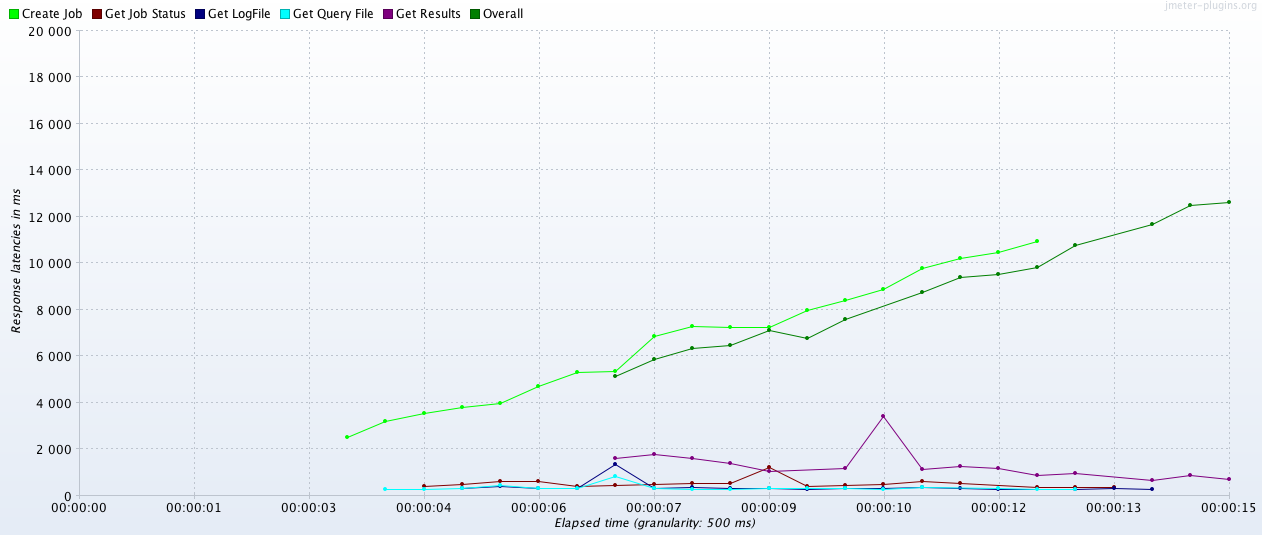 jmeter-plugins.org
Create Job Get Job Status Get LogFile Get Query File Get Results Overall
20 000
18 000
16 000
14 000
12 000
10 000
8 000
6 000
4 000
2 000
0
Response latencies in ms
00:00:00 00:00:01 00:00:03 00:00:04 00:00:06 00:00:07 00:00:09 00:00:10 00:00:12 00:00:13 00:00:15
Elapsed time (granularity: 500 ms)